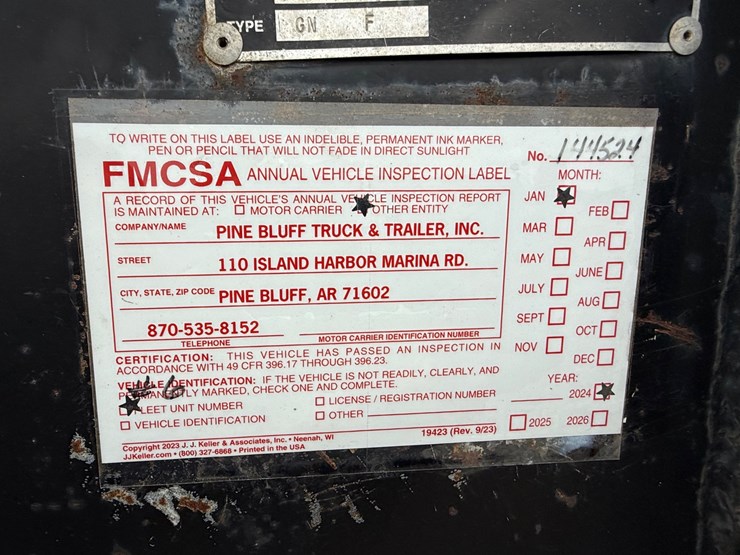 TYPE GN F
TO WRITE ON THIS LABEL USE AN INDELIBLE, PERMANENT INK MARKER,
PEN OR PENCIL THAT WILL NOT FADE IN DIRECT SUNLIGHT
No. 144524
FMCSA ANNUAL VEHICLE INSPECTION LABEL
MONTH:
A RECORD OF THIS VEHICLE'S ANNUAL VEHICLE INSPECTION REPORT
IS MAINTAINED AT: MOTOR CARRIER OTHER ENTITY
COMPANY/NAME PINE BLUFF TRUCK & TRAILER, INC.
STREET 110 ISLAND HARBOR MARINA RD.
CITY, STATE, ZIP CODE PINE BLUFF, AR 71602
870-535-8152
TELEPHONE MOTOR CARRIER IDENTIFICATION NUMBER
JAN
FEB
MAR
APR
MAY
JUNE
JULY
AUG
SEPT
OCT
NOV
DEC
CERTIFICATION: THIS VEHICLE HAS PASSED AN INSPECTION IN
ACCORDANCE WITH 49 CFR 396.17 THROUGH 396.23.
VEHICLE IDENTIFICATION: IF THE VEHICLE IS NOT READILY, CLEARLY, AND
PERMANENTLY MARKED, CHECK ONE AND COMPLETE.
FLEET UNIT NUMBER LICENSE / REGISTRATION NUMBER
VEHICLE IDENTIFICATION OTHER
YEAR:
2024
2025 2026
Copyright 2023 J. J. Keller & Associates, Inc. • Neenah, WI
JJKeller.com • (800) 327-6868 • Printed in the USA
19423 (Rev. 9/23)